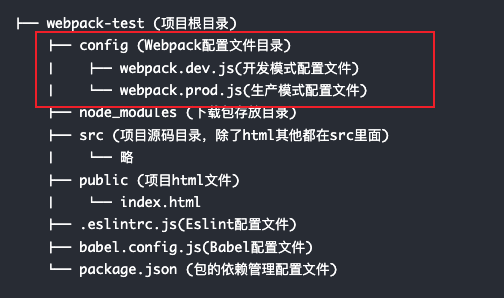 ├── webpack-test (项目根目录)
    ├── config (Webpack配置文件目录)
    │    ├── webpack.dev.js(开发模式配置文件)
    │    └── webpack.prod.js(生产模式配置文件)
    ├── node_modules (下载包存放目录)
    ├── src (项目源码目录，除了html其他都在src里面)
    │    └── 略
    ├── public (项目html文件)
    │    └── index.html
    ├── .eslintrc.js(Eslint配置文件)
    ├── babel.config.js(Babel配置文件)
    └── package.json (包的依赖管理配置文件)